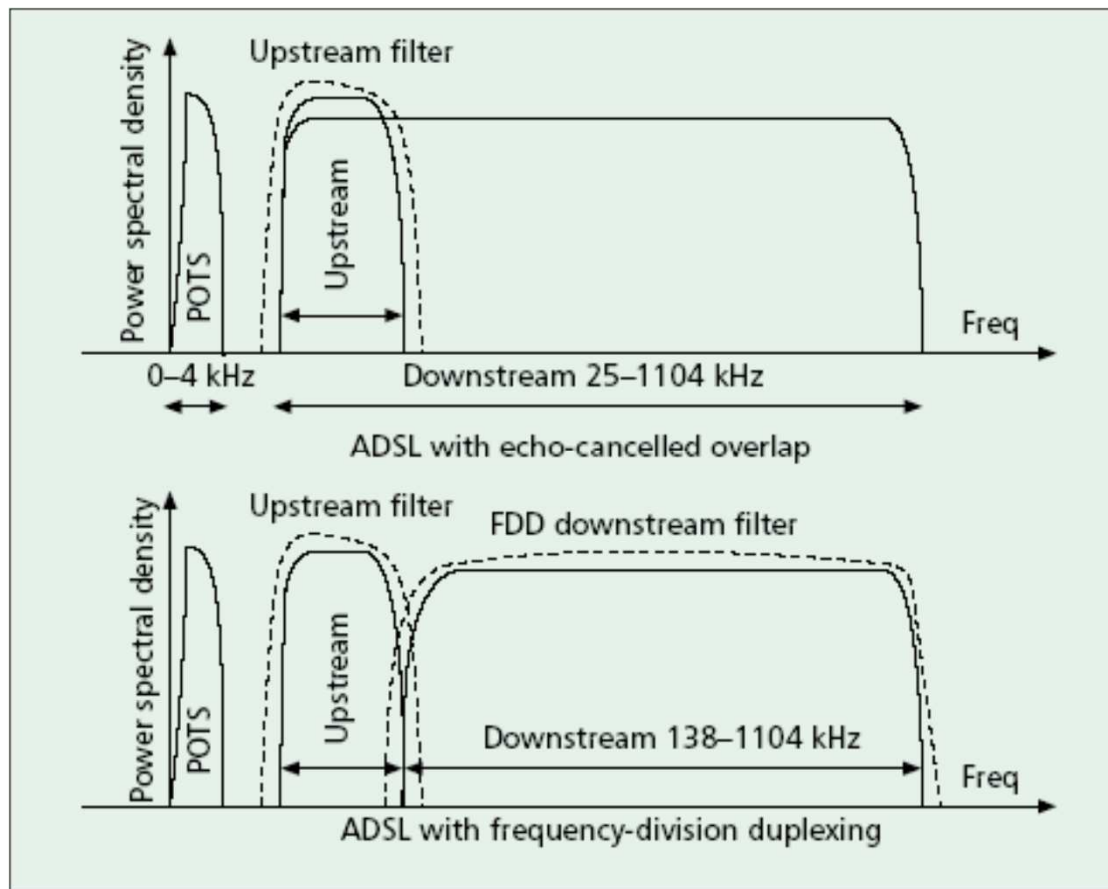 Upstream filter
Power spectral density
POTS
Upstream
Freq
0–4 kHz
Downstream 25–1104 kHz
ADSL with echo-cancelled overlap
Upstream filter
FDD downstream filter
Power spectral density
POTS
Upstream
Downstream 138–1104 kHz
Freq
ADSL with frequency-division duplexing